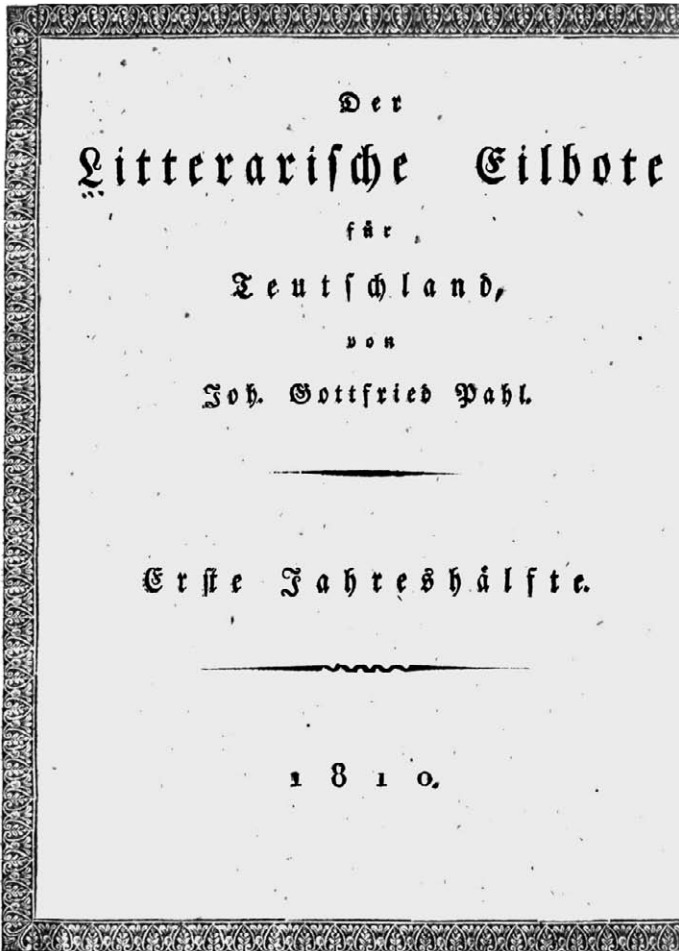 Der
Litterariſche Eilbote
für
Teutſchland,
von
Joh. Gottfried Pahl.
Erſte Jahreshälfte.
1810.